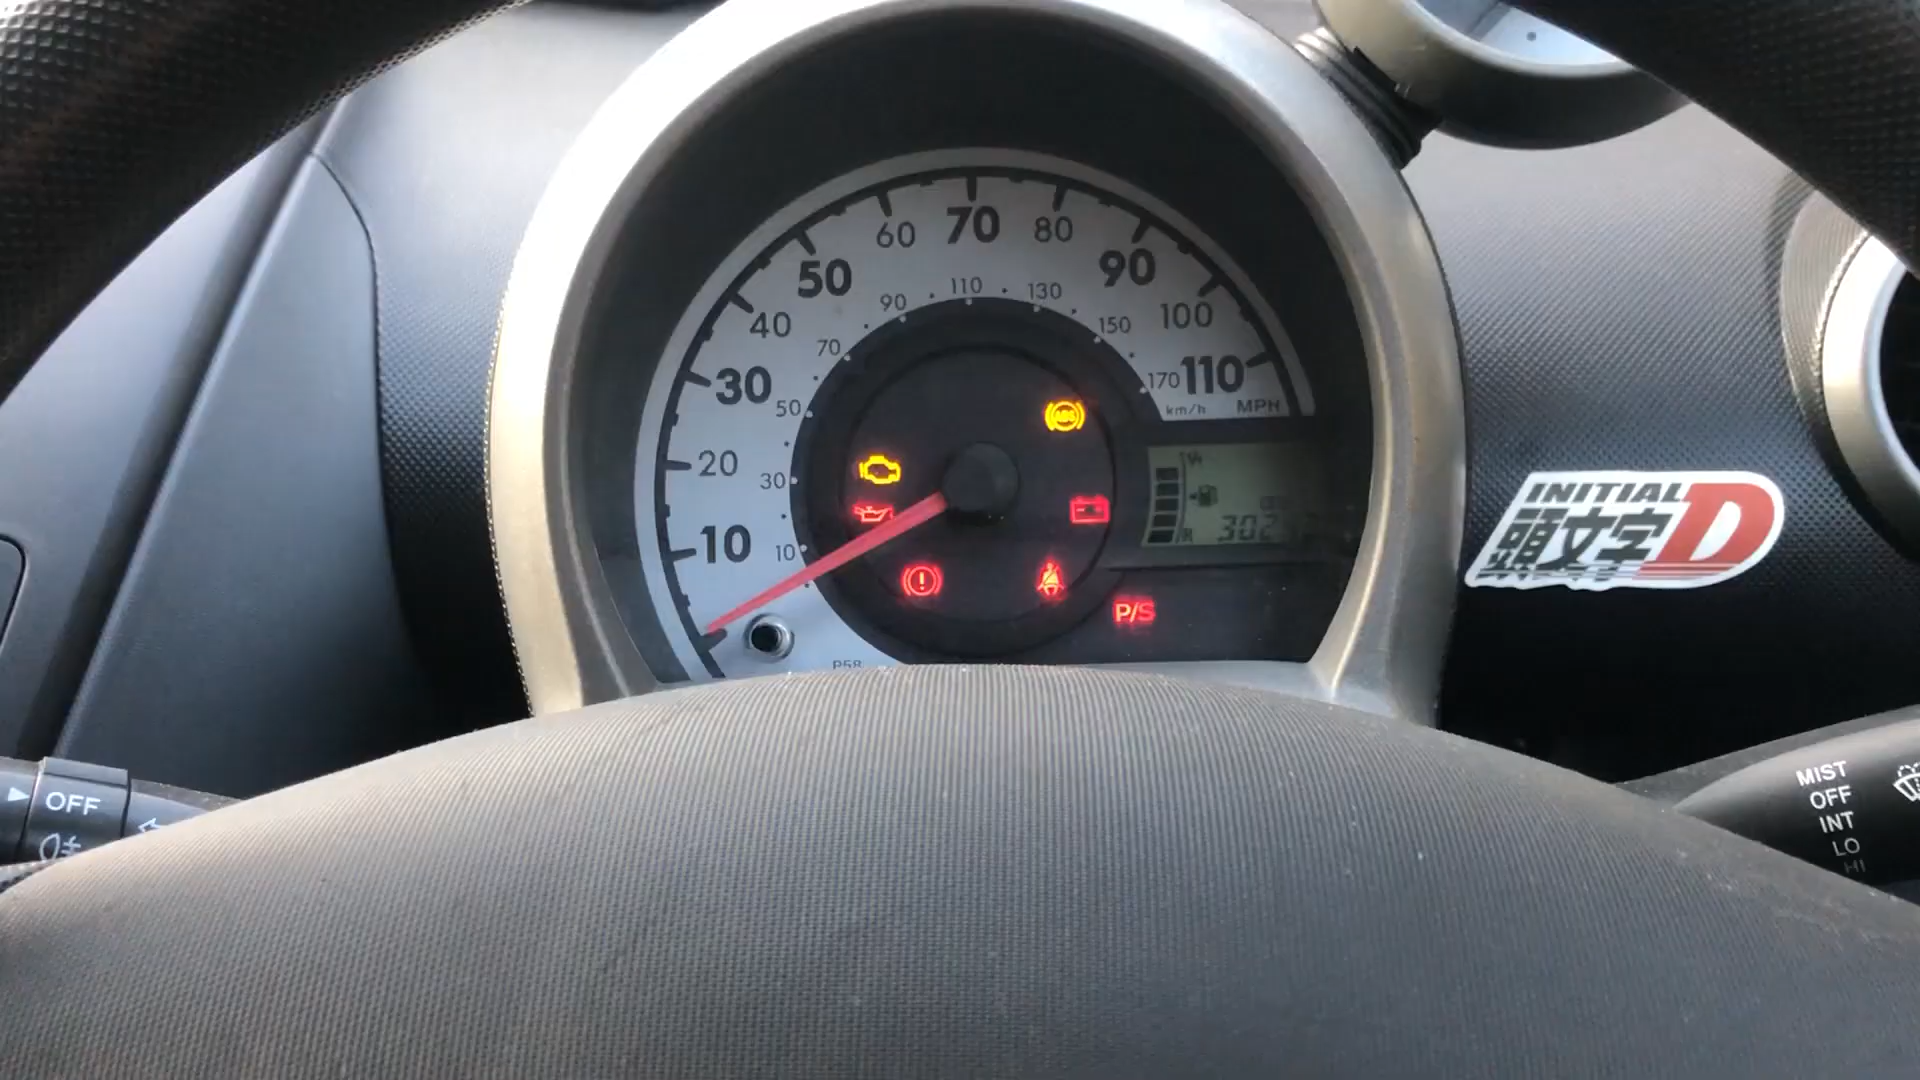 60 70 80
50 90
40 100
30 110
20
10
90 110 130
70 150
50 170
30
10
km/h MPH
ABS
R
302
P/S
P58
INITIAL D
頭文字
OFF
MIST
OFF
INT
LO
HI